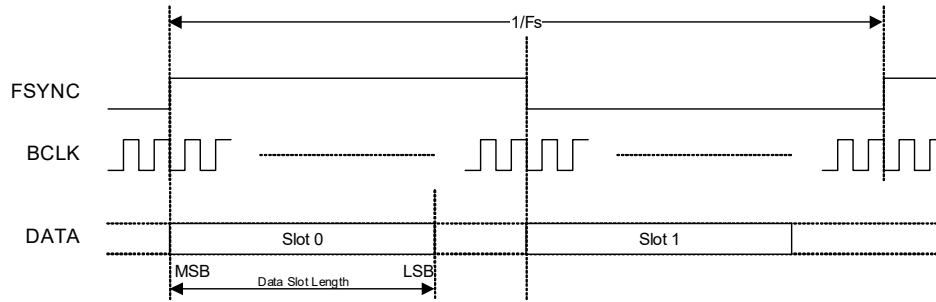 1/Fs
FSYNC
BCLK
DATA
Slot 0
Slot 1
MSB
LSB
Data Slot Length